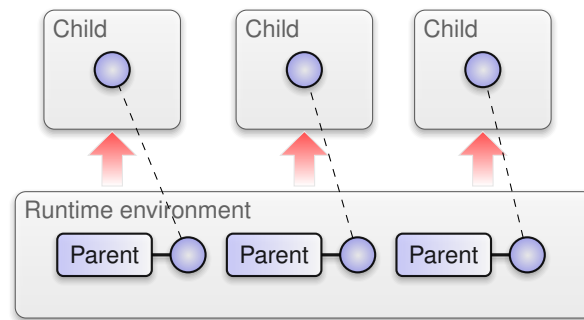 Child
Child
Child
Runtime environment
Parent
Parent
Parent